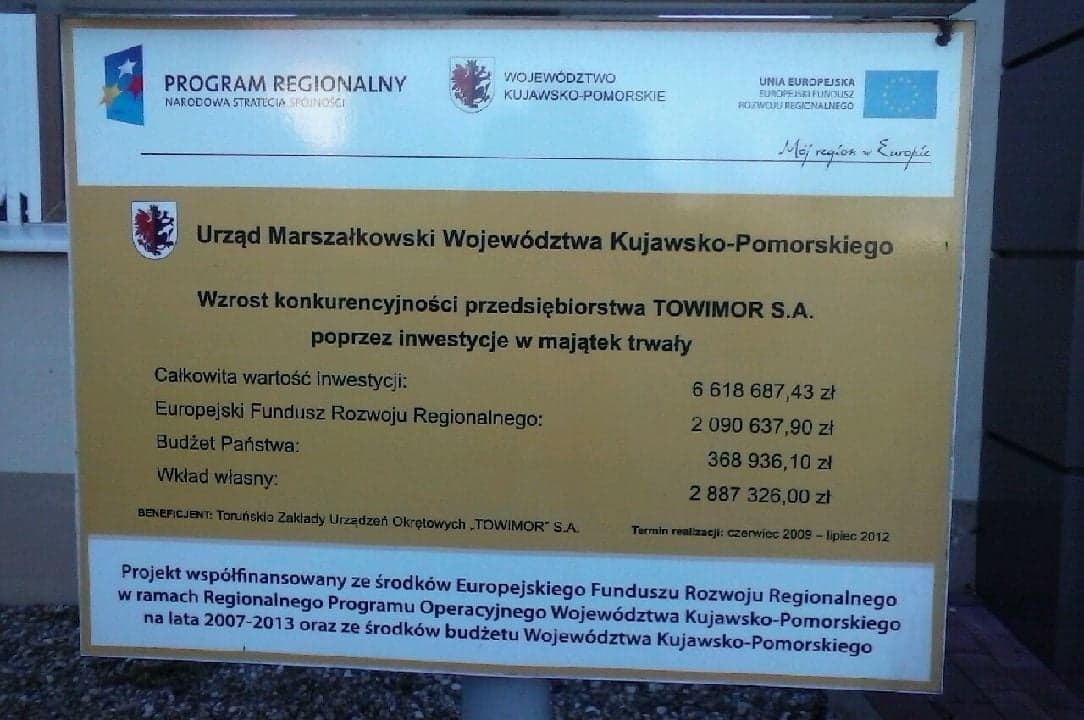 PROGRAM REGIONALNY
NARODOWA STRATEGIA SPÓJNOŚCI
WOJEWÓDZTWO
KUJAWSKO-POMORSKIE
UNIA EUROPEJSKA
EUROPEJSKI FUNDUSZ
ROZWOJU REGIONALNEGO
Mój region w Europie
Urząd Marszałkowski Województwa Kujawsko-Pomorskiego
Wzrost konkurencyjności przedsiębiorstwa TOWIMOR S.A.
poprzez inwestycje w majątek trwały
Całkowita wartość inwestycji: 6 618 687,43 zł
Europejski Fundusz Rozwoju Regionalnego: 2 090 637,90 zł
Budżet Państwa: 368 936,10 zł
Wkład własny: 2 887 326,00 zł
BENEFICJENT: Toruńskie Zakłady Urządzeń Okrętowych „TOWIMOR" S.A. Termin realizacji: czerwiec 2009 – lipiec 2012
Projekt współfinansowany ze środków Europejskiego Funduszu Rozwoju Regionalnego
w ramach Regionalnego Programu Operacyjnego Województwa Kujawsko-Pomorskiego
na lata 2007-2013 oraz ze środków budżetu Województwa Kujawsko-Pomorskiego